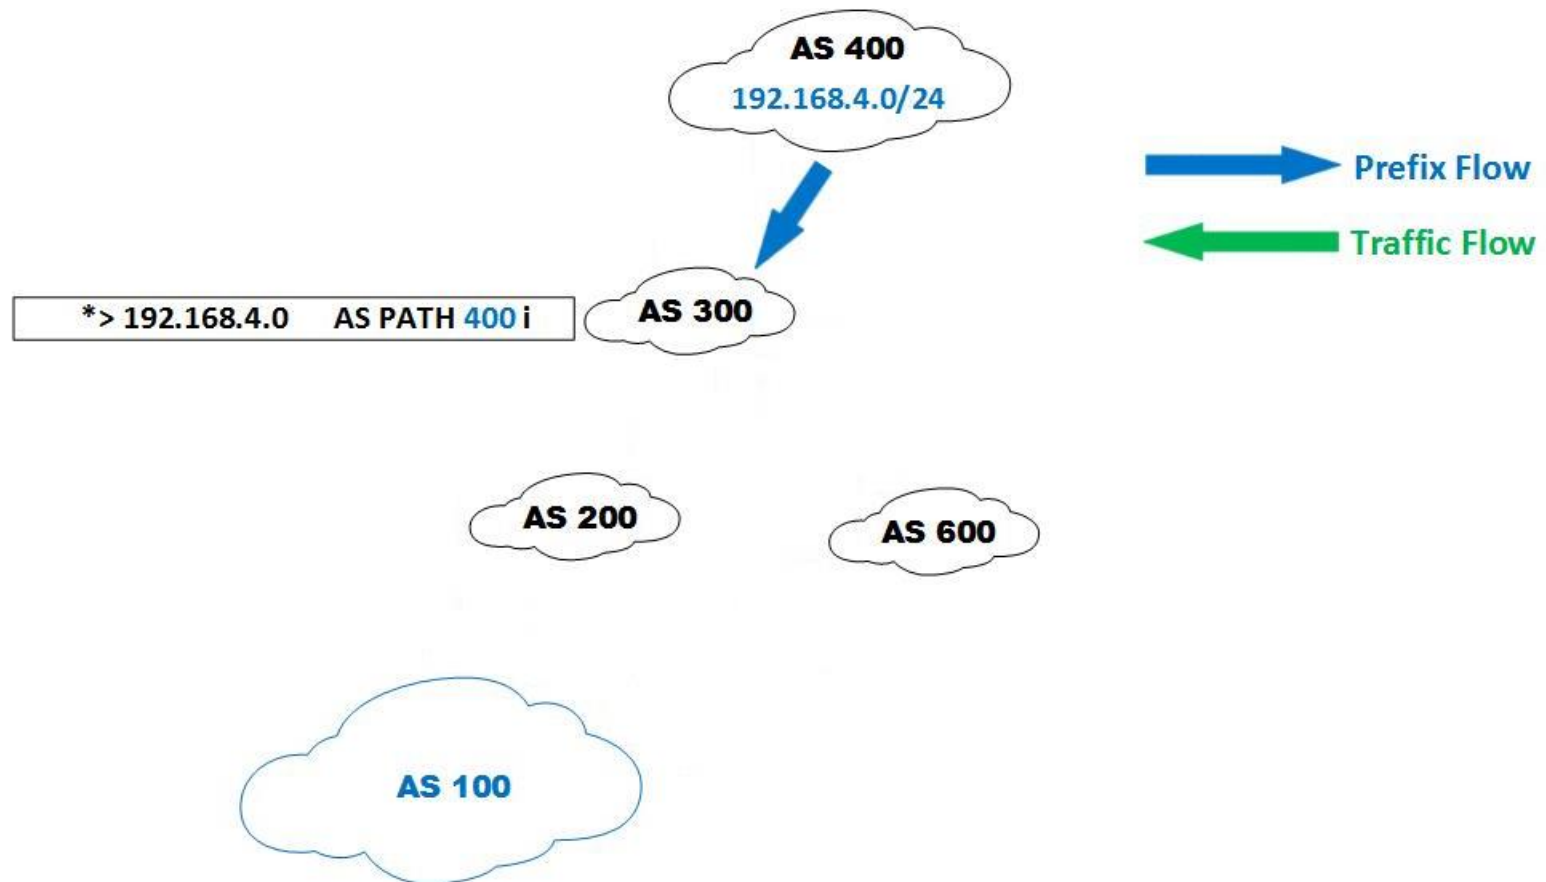 AS 400
192.168.4.0/24
Prefix Flow
Traffic Flow
*> 192.168.4.0 AS PATH 400 i
AS 300
AS 200
AS 600
AS 100